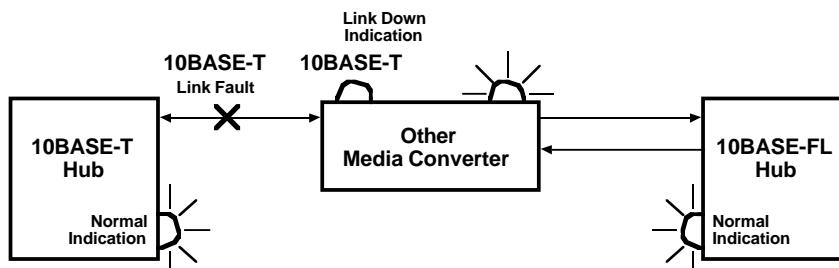 Link Down
Indication
10BASE-T
Link Fault
10BASE-T
10BASE-T
Hub
Other
Media Converter
10BASE-FL
Hub
Normal
Indication
Normal
Indication